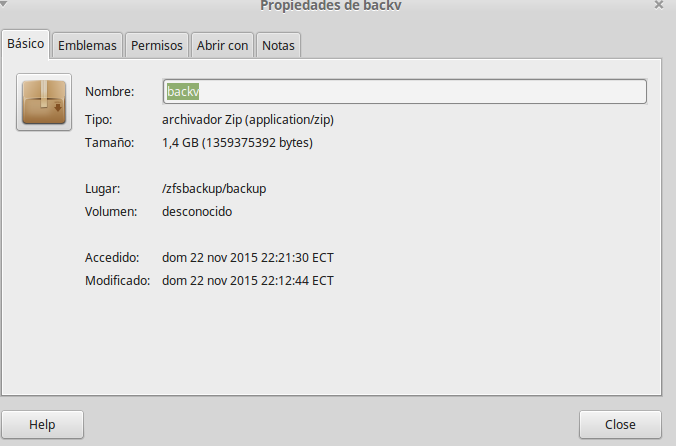 Propiedades de backv
Básico Emblemas Permisos Abrir con Notas
Nombre: backv
Tipo: archivador Zip (application/zip)
Tamaño: 1,4 GB (1359375392 bytes)
Lugar: /zfsbackup/backup
Volumen: desconocido
Accedido: dom 22 nov 2015 22:21:30 ECT
Modificado: dom 22 nov 2015 22:12:44 ECT
Help Close